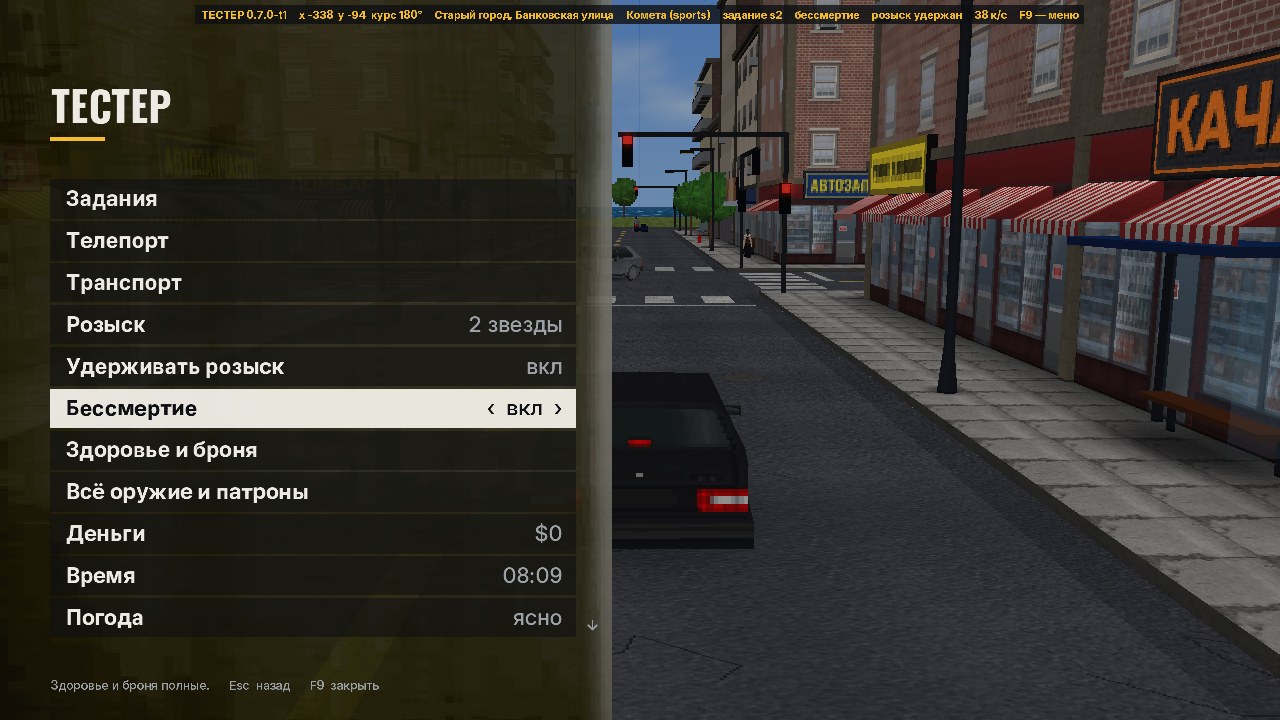 ТЕСТЕР 0.7.0-t1 x -338 y -94 курс 180° Старый город, Банковская улица Комета (sports) задание s2 бессмертие розыск удержан 38 к/с F9 — меню
ТЕСТЕР
Задания
Телепорт
Транспорт
Розыск 2 звезды
Удерживать розыск вкл
Бессмертие ‹ вкл ›
Здоровье и броня
Всё оружие и патроны
Деньги $0
Время 08:09
Погода ясно ↓
Здоровье и броня полные. Esc назад F9 закрыть